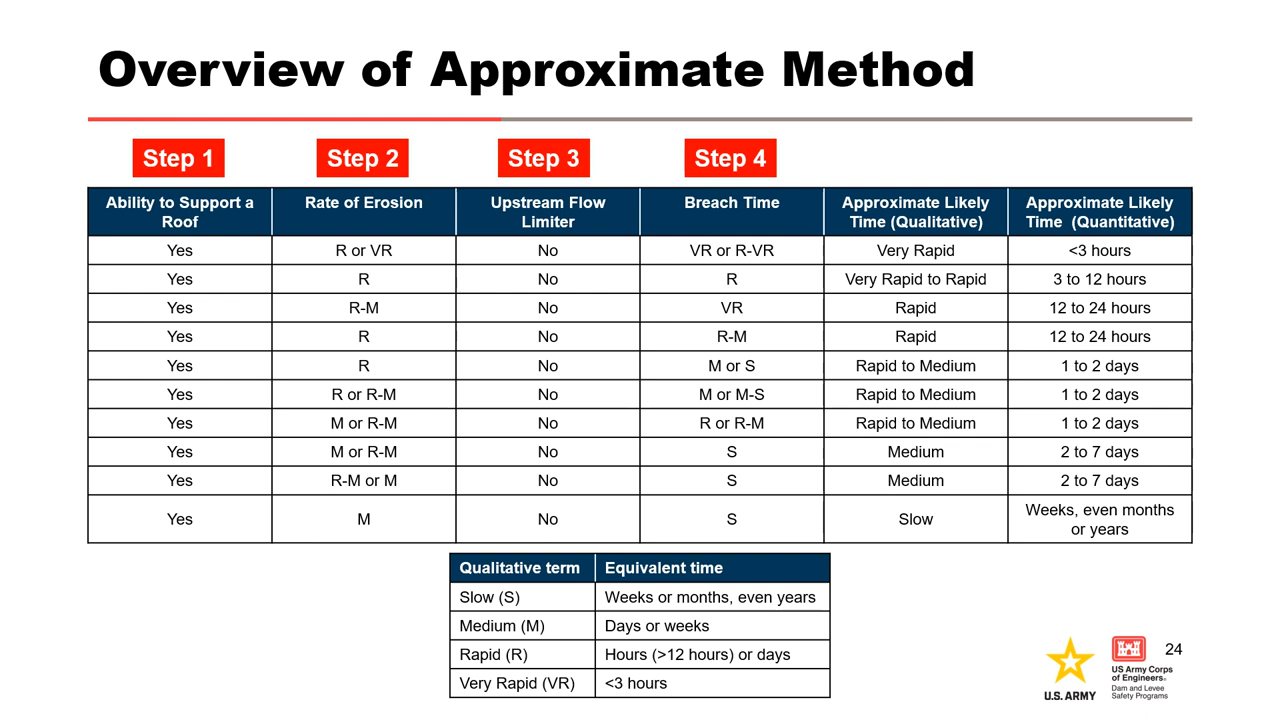 Overview of Approximate Method
Step 1 Step 2 Step 3 Step 4
Ability to Support a Roof Rate of Erosion Upstream Flow Limiter Breach Time Approximate Likely Time (Qualitative) Approximate Likely Time (Quantitative)
Yes R or VR No VR or R-VR Very Rapid <3 hours
Yes R No R Very Rapid to Rapid 3 to 12 hours
Yes R-M No VR Rapid 12 to 24 hours
Yes R No R-M Rapid 12 to 24 hours
Yes R No M or S Rapid to Medium 1 to 2 days
Yes R or R-M No M or M-S Rapid to Medium 1 to 2 days
Yes M or R-M No R or R-M Rapid to Medium 1 to 2 days
Yes M or R-M No S Medium 2 to 7 days
Yes R-M or M No S Medium 2 to 7 days
Yes M No S Slow Weeks, even months or years
Qualitative term Equivalent time
Slow (S) Weeks or months, even years
Medium (M) Days or weeks
Rapid (R) Hours (>12 hours) or days
Very Rapid (VR) <3 hours
24
U.S. ARMY
US Army Corps
of Engineers®
Dam and Levee
Safety Programs